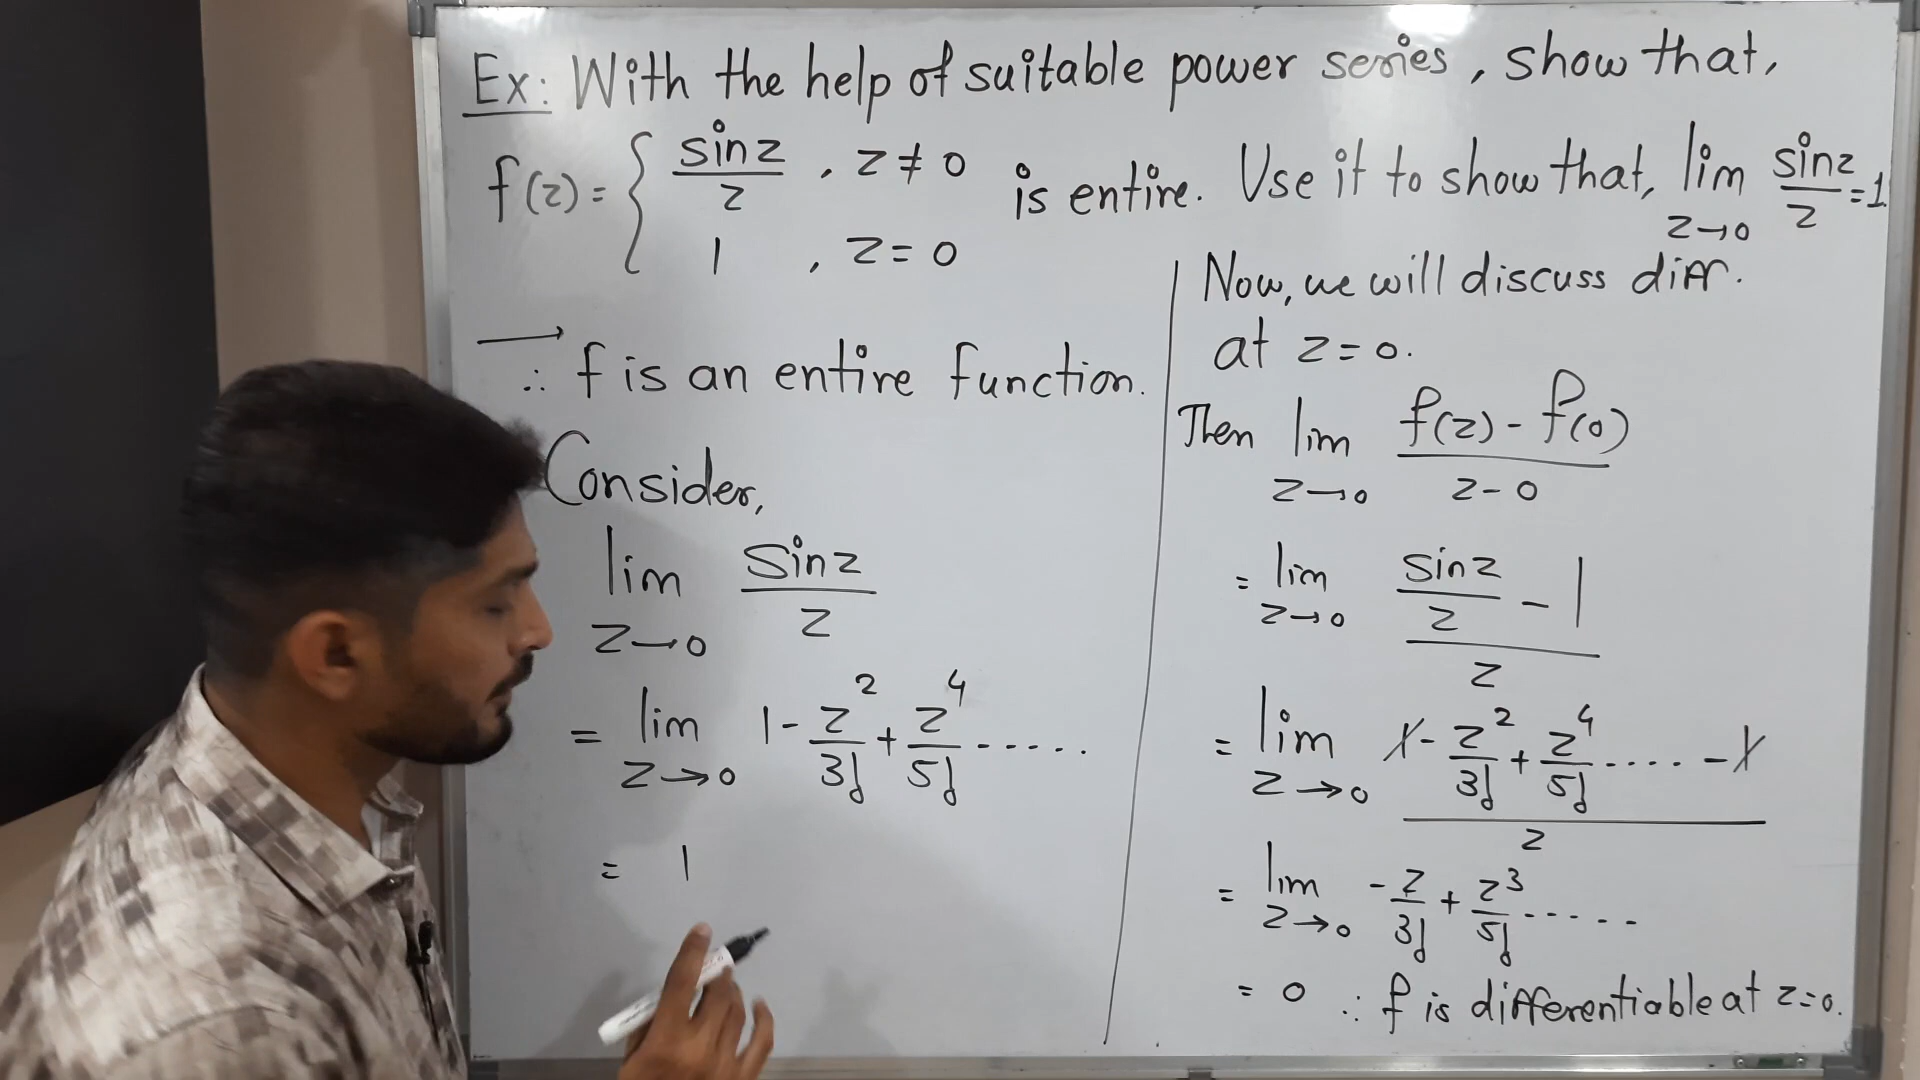 Ex: With the help of suitable power series, show that,
f(z) = { sinz/z , z ≠ 0
1 , z = 0
is entire. Use it to show that, lim z→0 sinz/z = 1
∴ f is an entire function.
Consider,
lim z→0 Sinz/z
= lim z→0 1 - z²/3! + z⁴/5! .....
= 1
Now, we will discuss diff.
at z = 0.
Then lim z→0 f(z) - f(0) / z - 0
= lim z→0 (sinz/z - 1) / z
= lim z→0 (1 - z²/3! + z⁴/5! ..... - 1) / z
= lim z→0 - z/3! + z³/5! .....
= 0 ∴ f is differentiable at z=0.